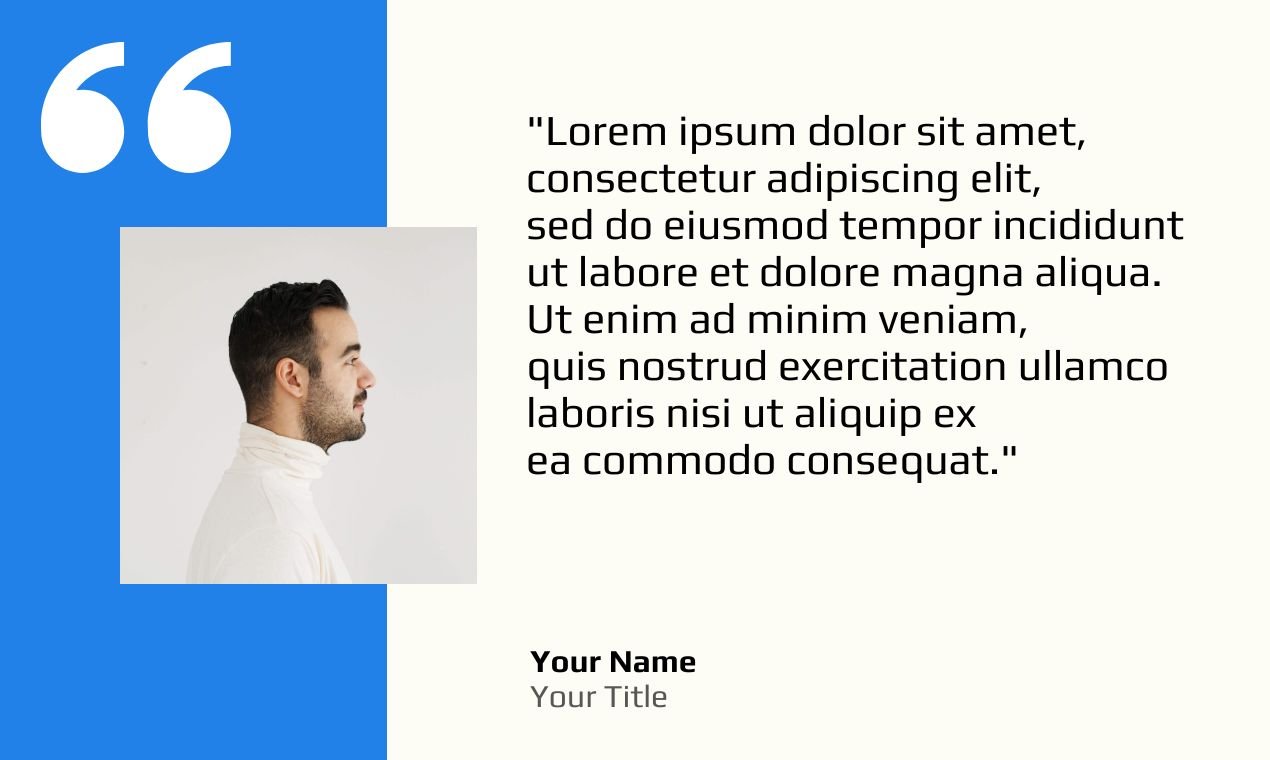 “
"Lorem ipsum dolor sit amet,
consectetur adipiscing elit,
sed do eiusmod tempor incididunt
ut labore et dolore magna aliqua.
Ut enim ad minim veniam,
quis nostrud exercitation ullamco
laboris nisi ut aliquip ex
ea commodo consequat."
Your Name
Your Title